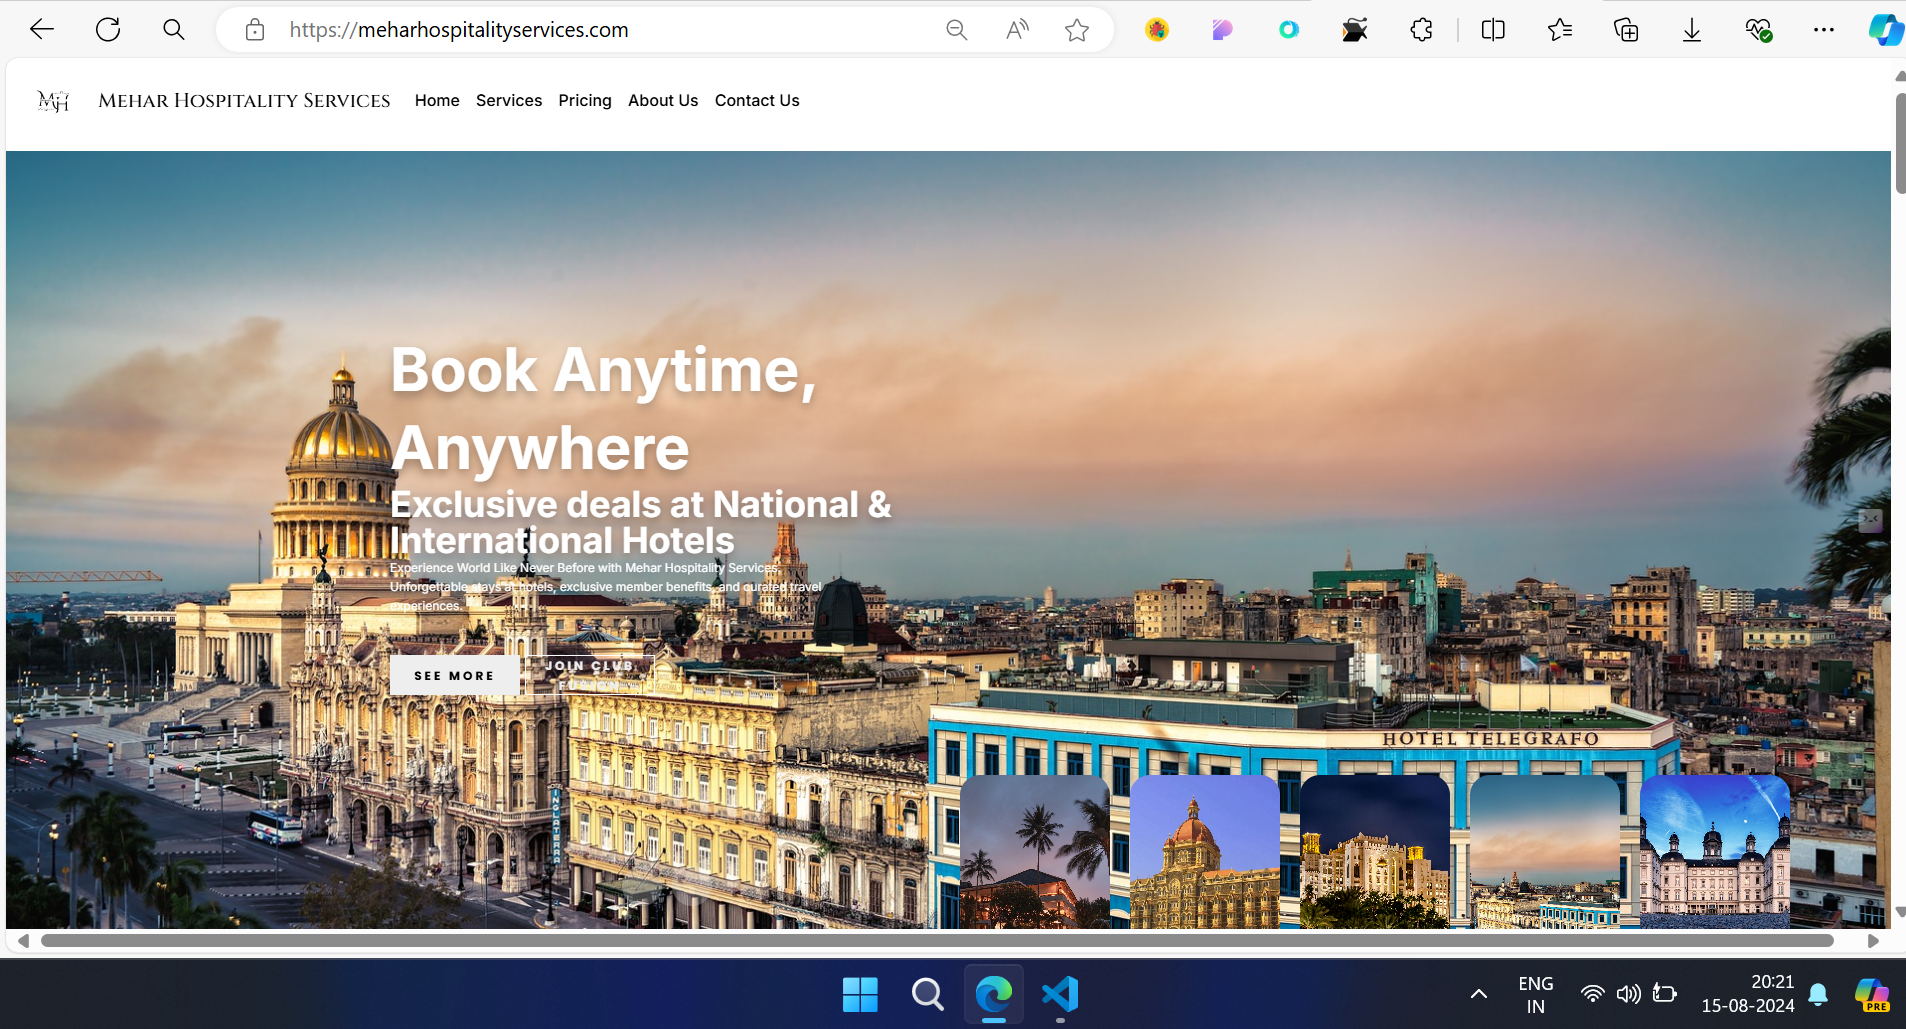 https://meharhospitalityservices.com
MH
Mehar Hospitality Services
Home Services Pricing About Us Contact Us
Book Anytime,
Anywhere
Exclusive deals at National &
International Hotels
Experience World Like Never Before with Mehar Hospitality Services.
Unforgettable stays at hotels, exclusive member benefits, and curated travel
experiences.
SEE MORE
JOIN CLUB
HOTEL TELEGRAFO
INGLATERRA
ENG
IN
20:21
15-08-2024
PRE